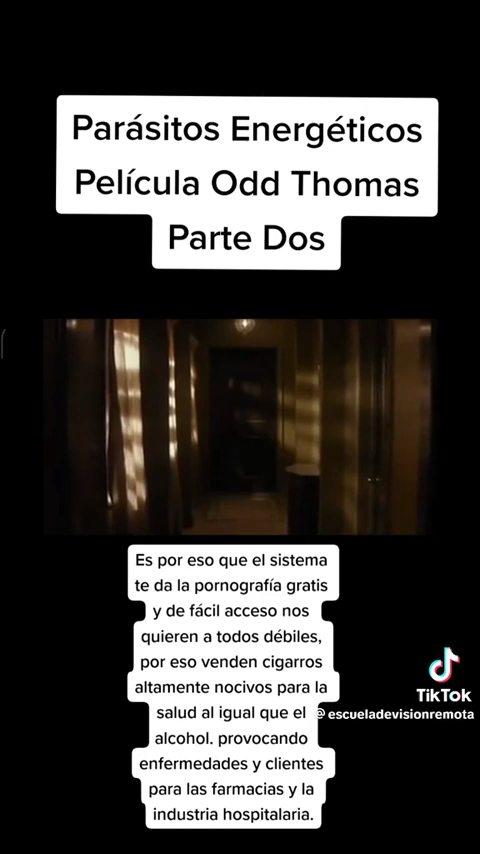 Parásitos Energéticos
Película Odd Thomas
Parte Dos
Es por eso que el sistema
te da la pornografía gratis
y de fácil acceso nos
quieren a todos débiles,
por eso venden cigarros
altamente nocivos para la
salud al igual que el
alcohol. provocando
enfermedades y clientes
para las farmacias y la
industria hospitalaria.
TikTok
@escueladevisionremota